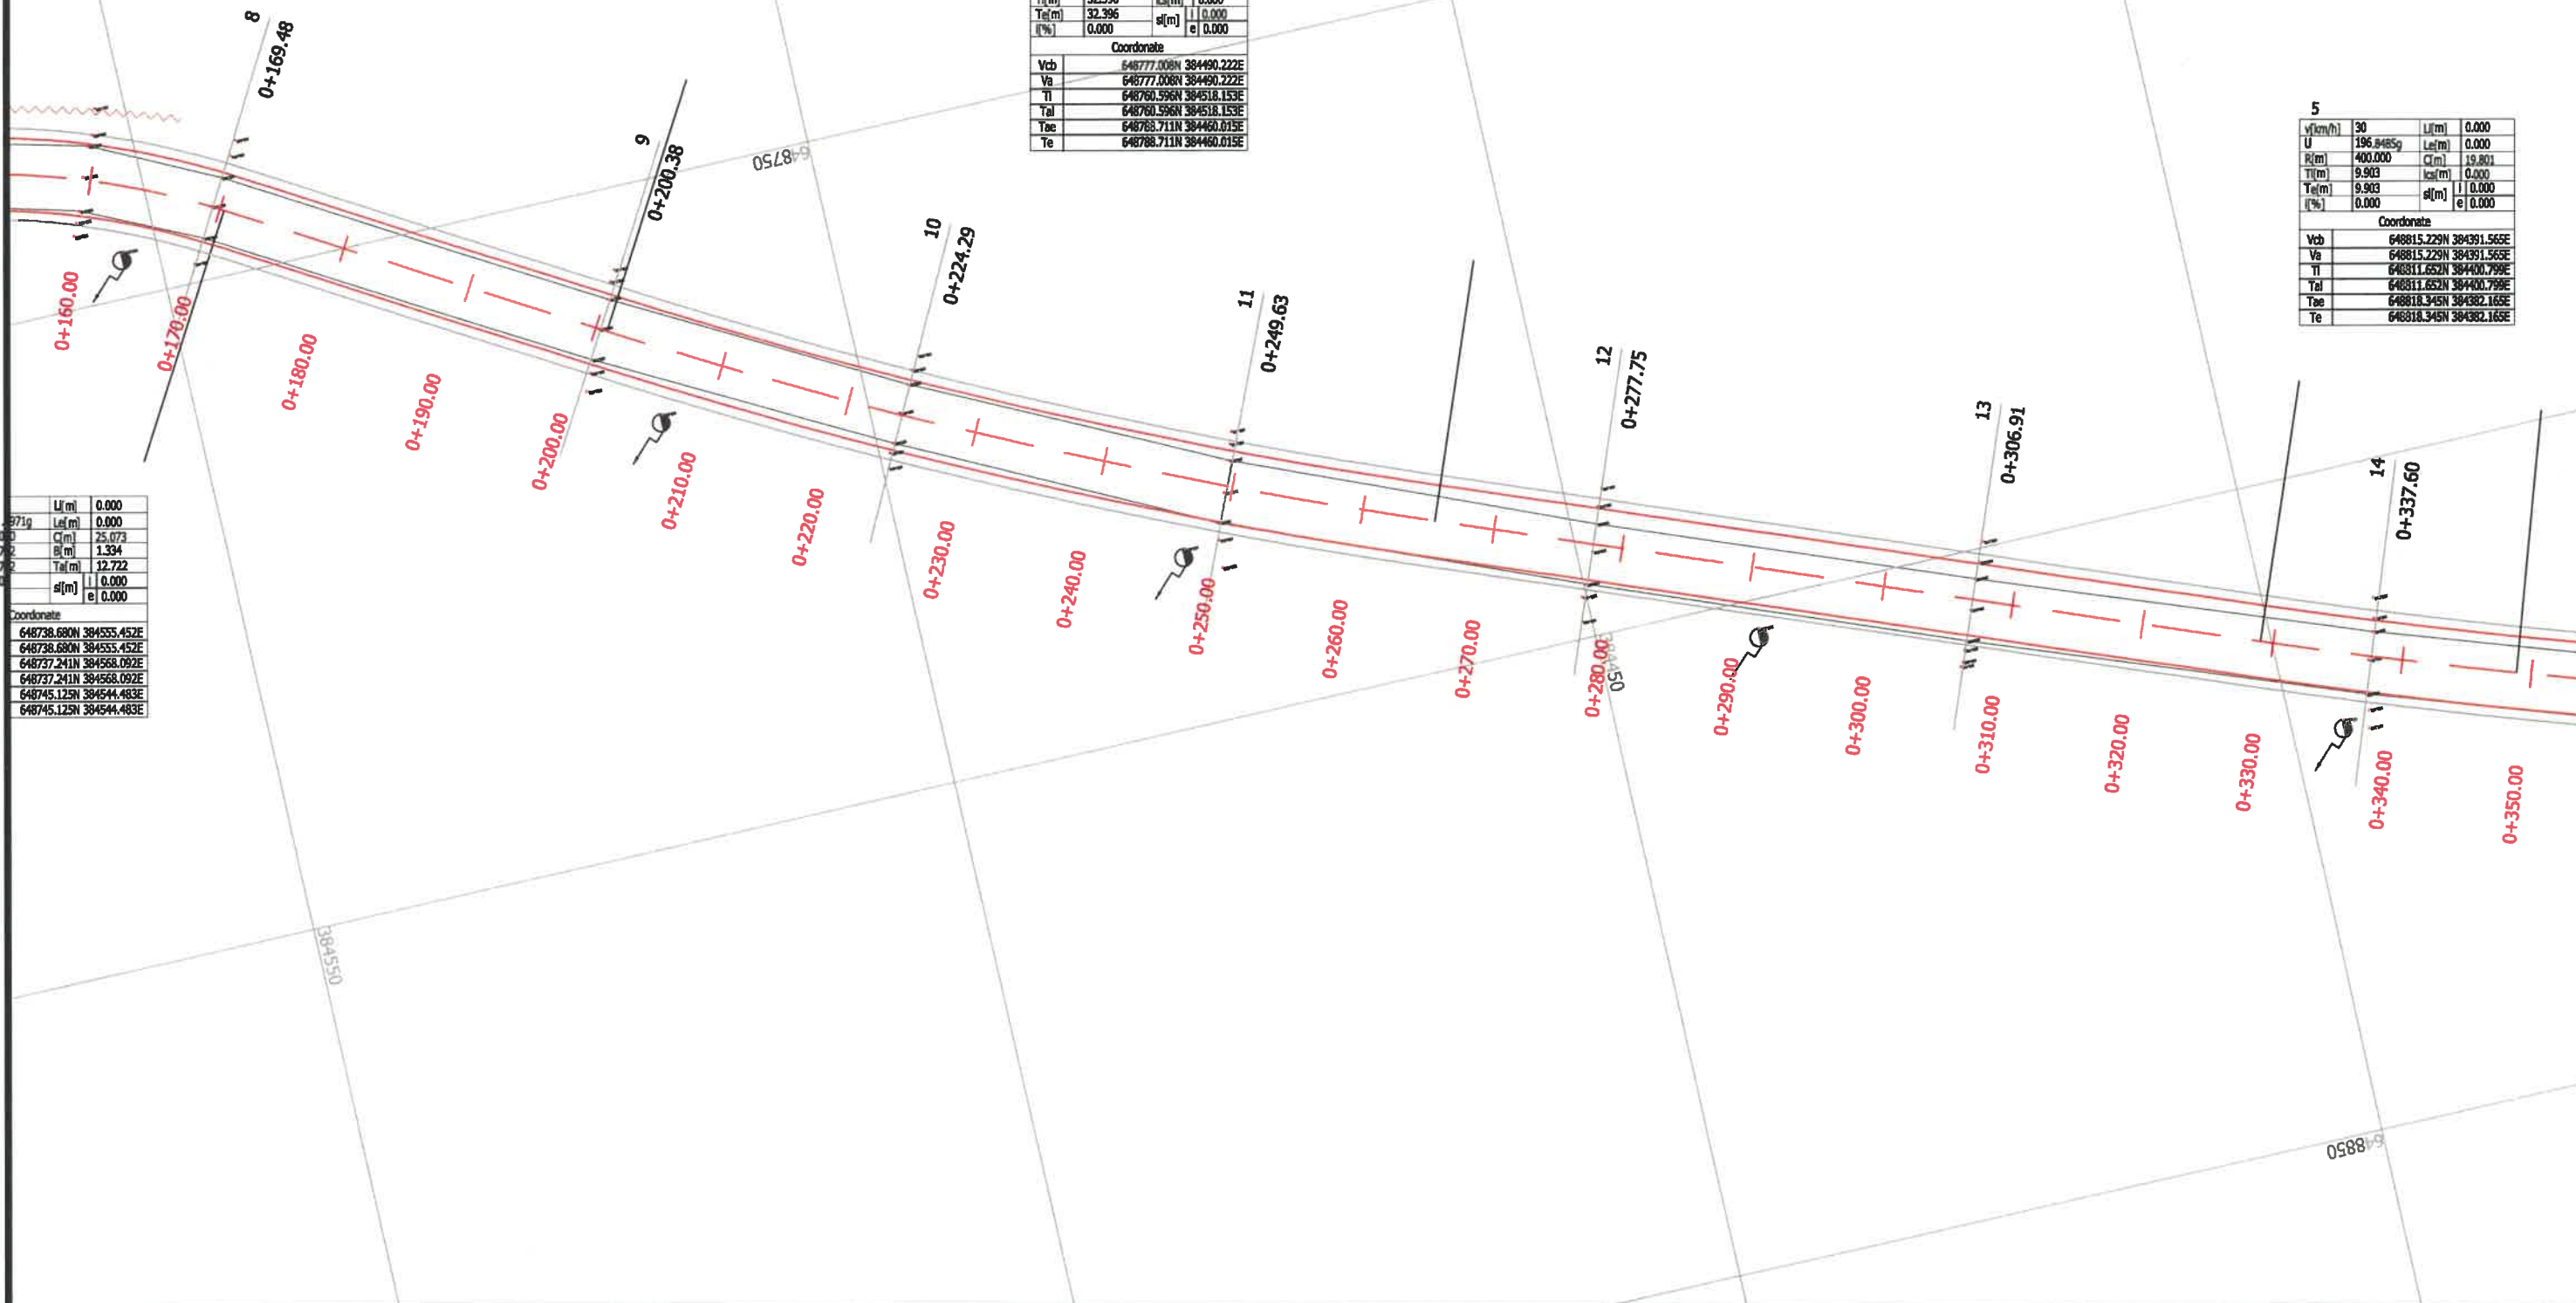 8
0+169.48
9
0+200.38
10
0+224.29
11
0+249.63
12
0+277.75
13
0+306.91
14
0+337.60
Te[m] 32.396 sl[m] i 0.000
i[%] 0.000 e 0.000
Coordonate
Vcb 648777.008N 384490.222E
Va 648777.008N 384490.222E
Ti 648760.596N 384518.153E
Tai 648760.596N 384518.153E
Tae 648788.711N 384460.015E
Te 648788.711N 384460.015E
648750
5
v[km/h] 30 Li[m] 0.000
U 196.8485g Le[m] 0.000
R[m] 400.000 C[m] 19.801
Ti[m] 9.903 lcs[m] 0.000
Te[m] 9.903 sl[m] i 0.000
i[%] 0.000 e 0.000
Coordonate
Vcb 648815.229N 384391.565E
Va 648815.229N 384391.565E
Ti 648811.652N 384400.799E
Tai 648811.652N 384400.799E
Tae 648818.345N 384382.165E
Te 648818.345N 384382.165E
0+160.00
0+170.00
0+180.00
0+190.00
0+200.00
0+210.00
0+220.00
0+230.00
0+240.00
0+250.00
0+260.00
0+270.00
0+280.00
0+290.00
0+300.00
0+310.00
0+320.00
0+330.00
0+340.00
0+350.00
Li[m] 0.000
971g Le[m] 0.000
C[m] 25.073
B[m] 1.334
Ta[m] 12.722
sl[m] i 0.000
e 0.000
Coordonate
648738.680N 384555.452E
648738.680N 384555.452E
648737.241N 384568.092E
648737.241N 384568.092E
648745.125N 384544.483E
648745.125N 384544.483E
384450
384550
648850